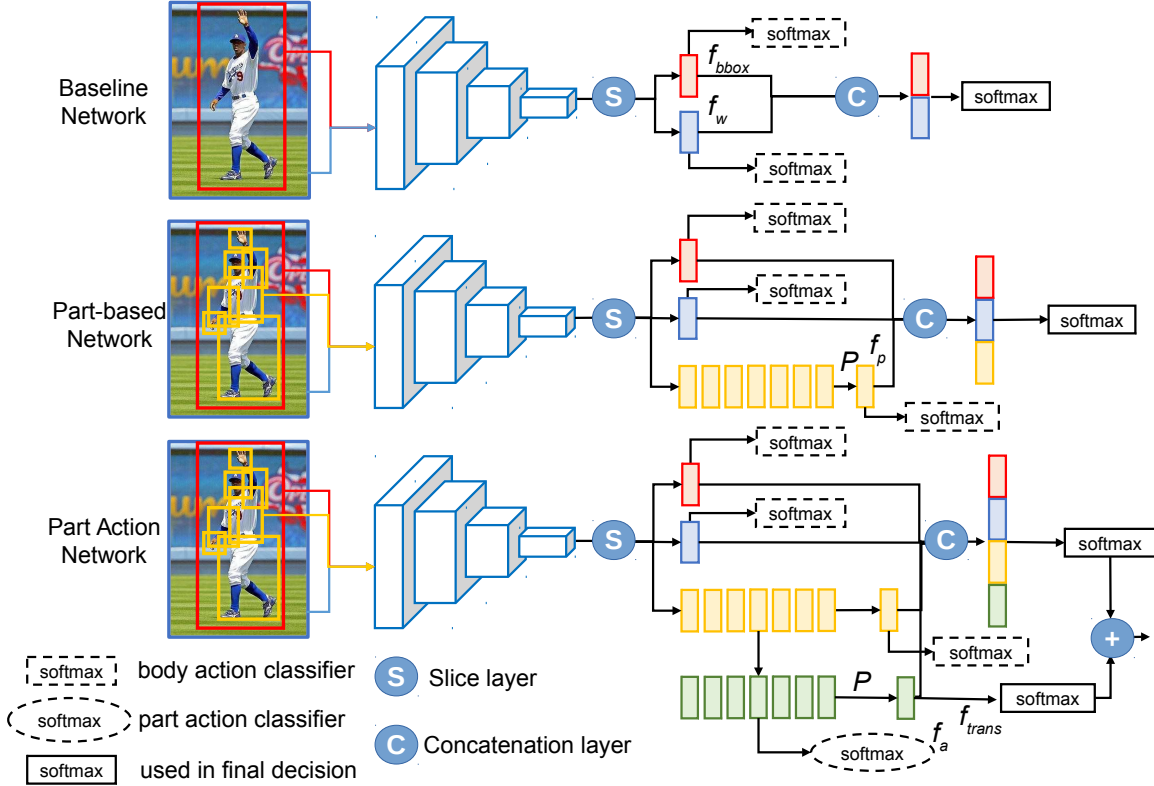 Baseline
Network
S
f_bbox
f_w
softmax
softmax
C
softmax
Part-based
Network
S
softmax
softmax
P
f_p
softmax
C
softmax
Part Action
Network
S
softmax
softmax
softmax
C
softmax
+
P
f_a
f_trans
softmax
softmax
softmax body action classifier
softmax part action classifier
softmax used in final decision
S Slice layer
C Concatenation layer
9